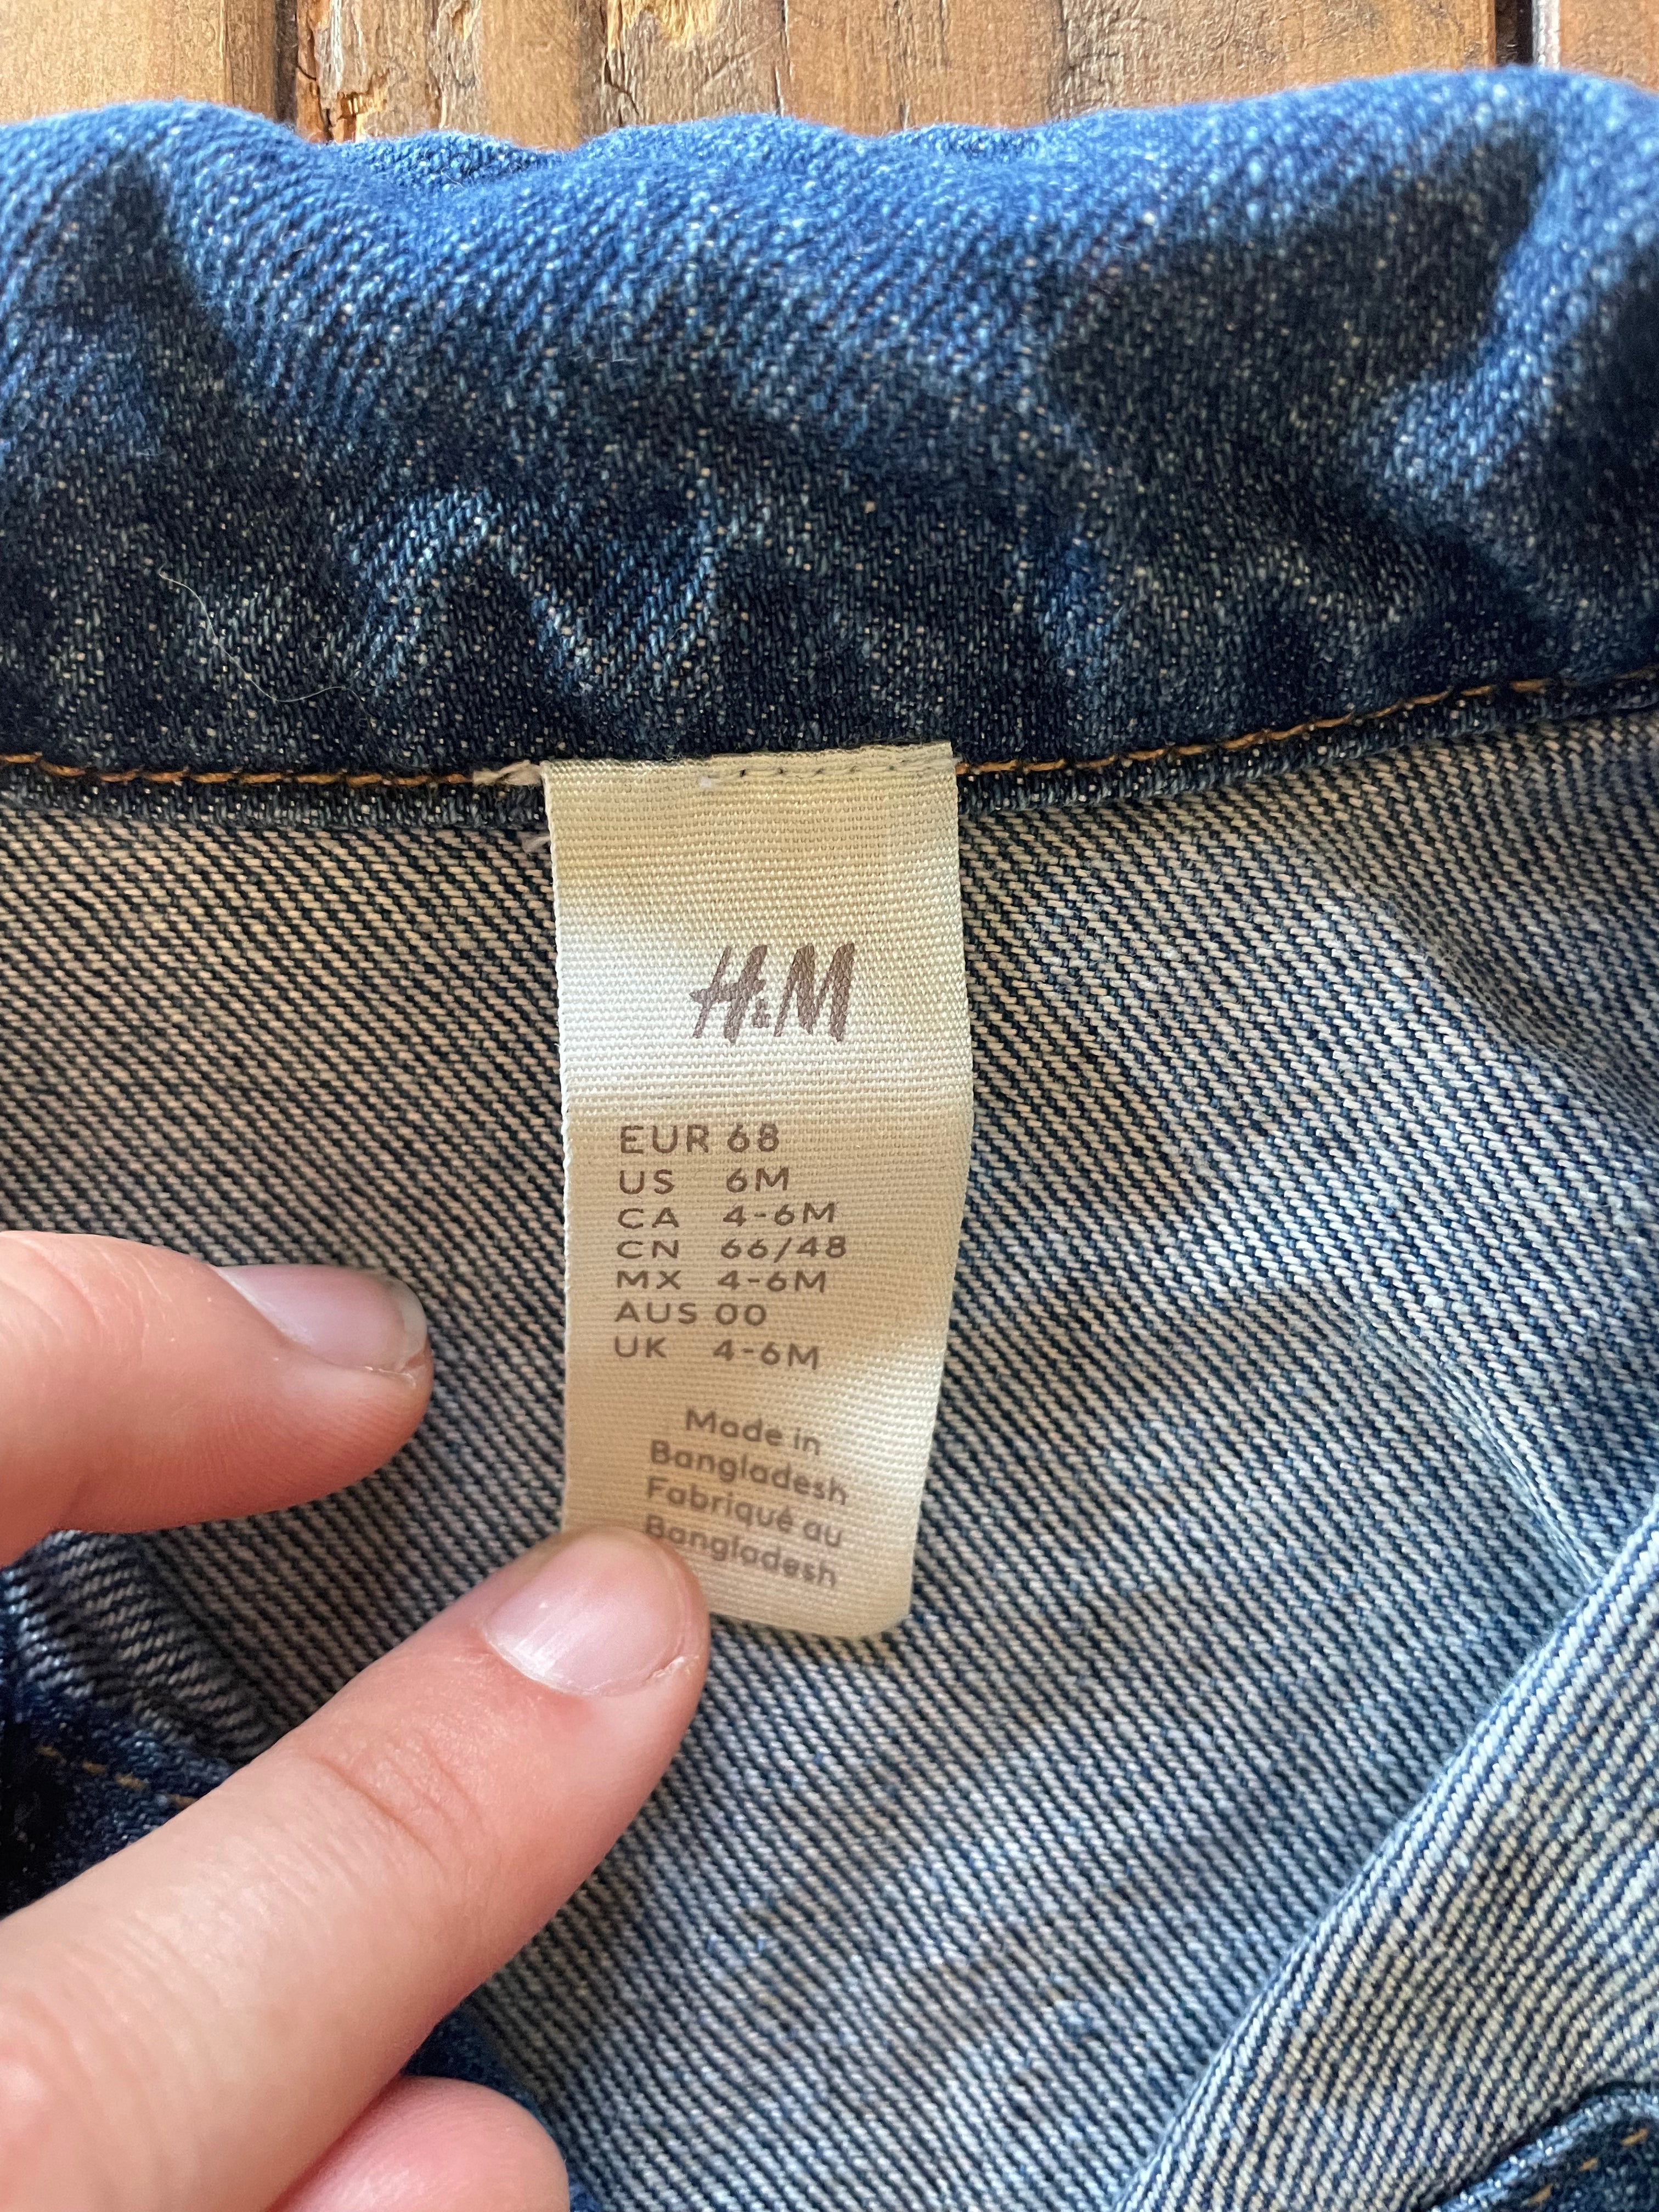 H&M
EUR 68
US 6M
CA 4-6M
CN 66/48
MX 4-6M
AUS 00
UK 4-6M
Made in
Bangladesh
Fabriqué au
Bangladesh